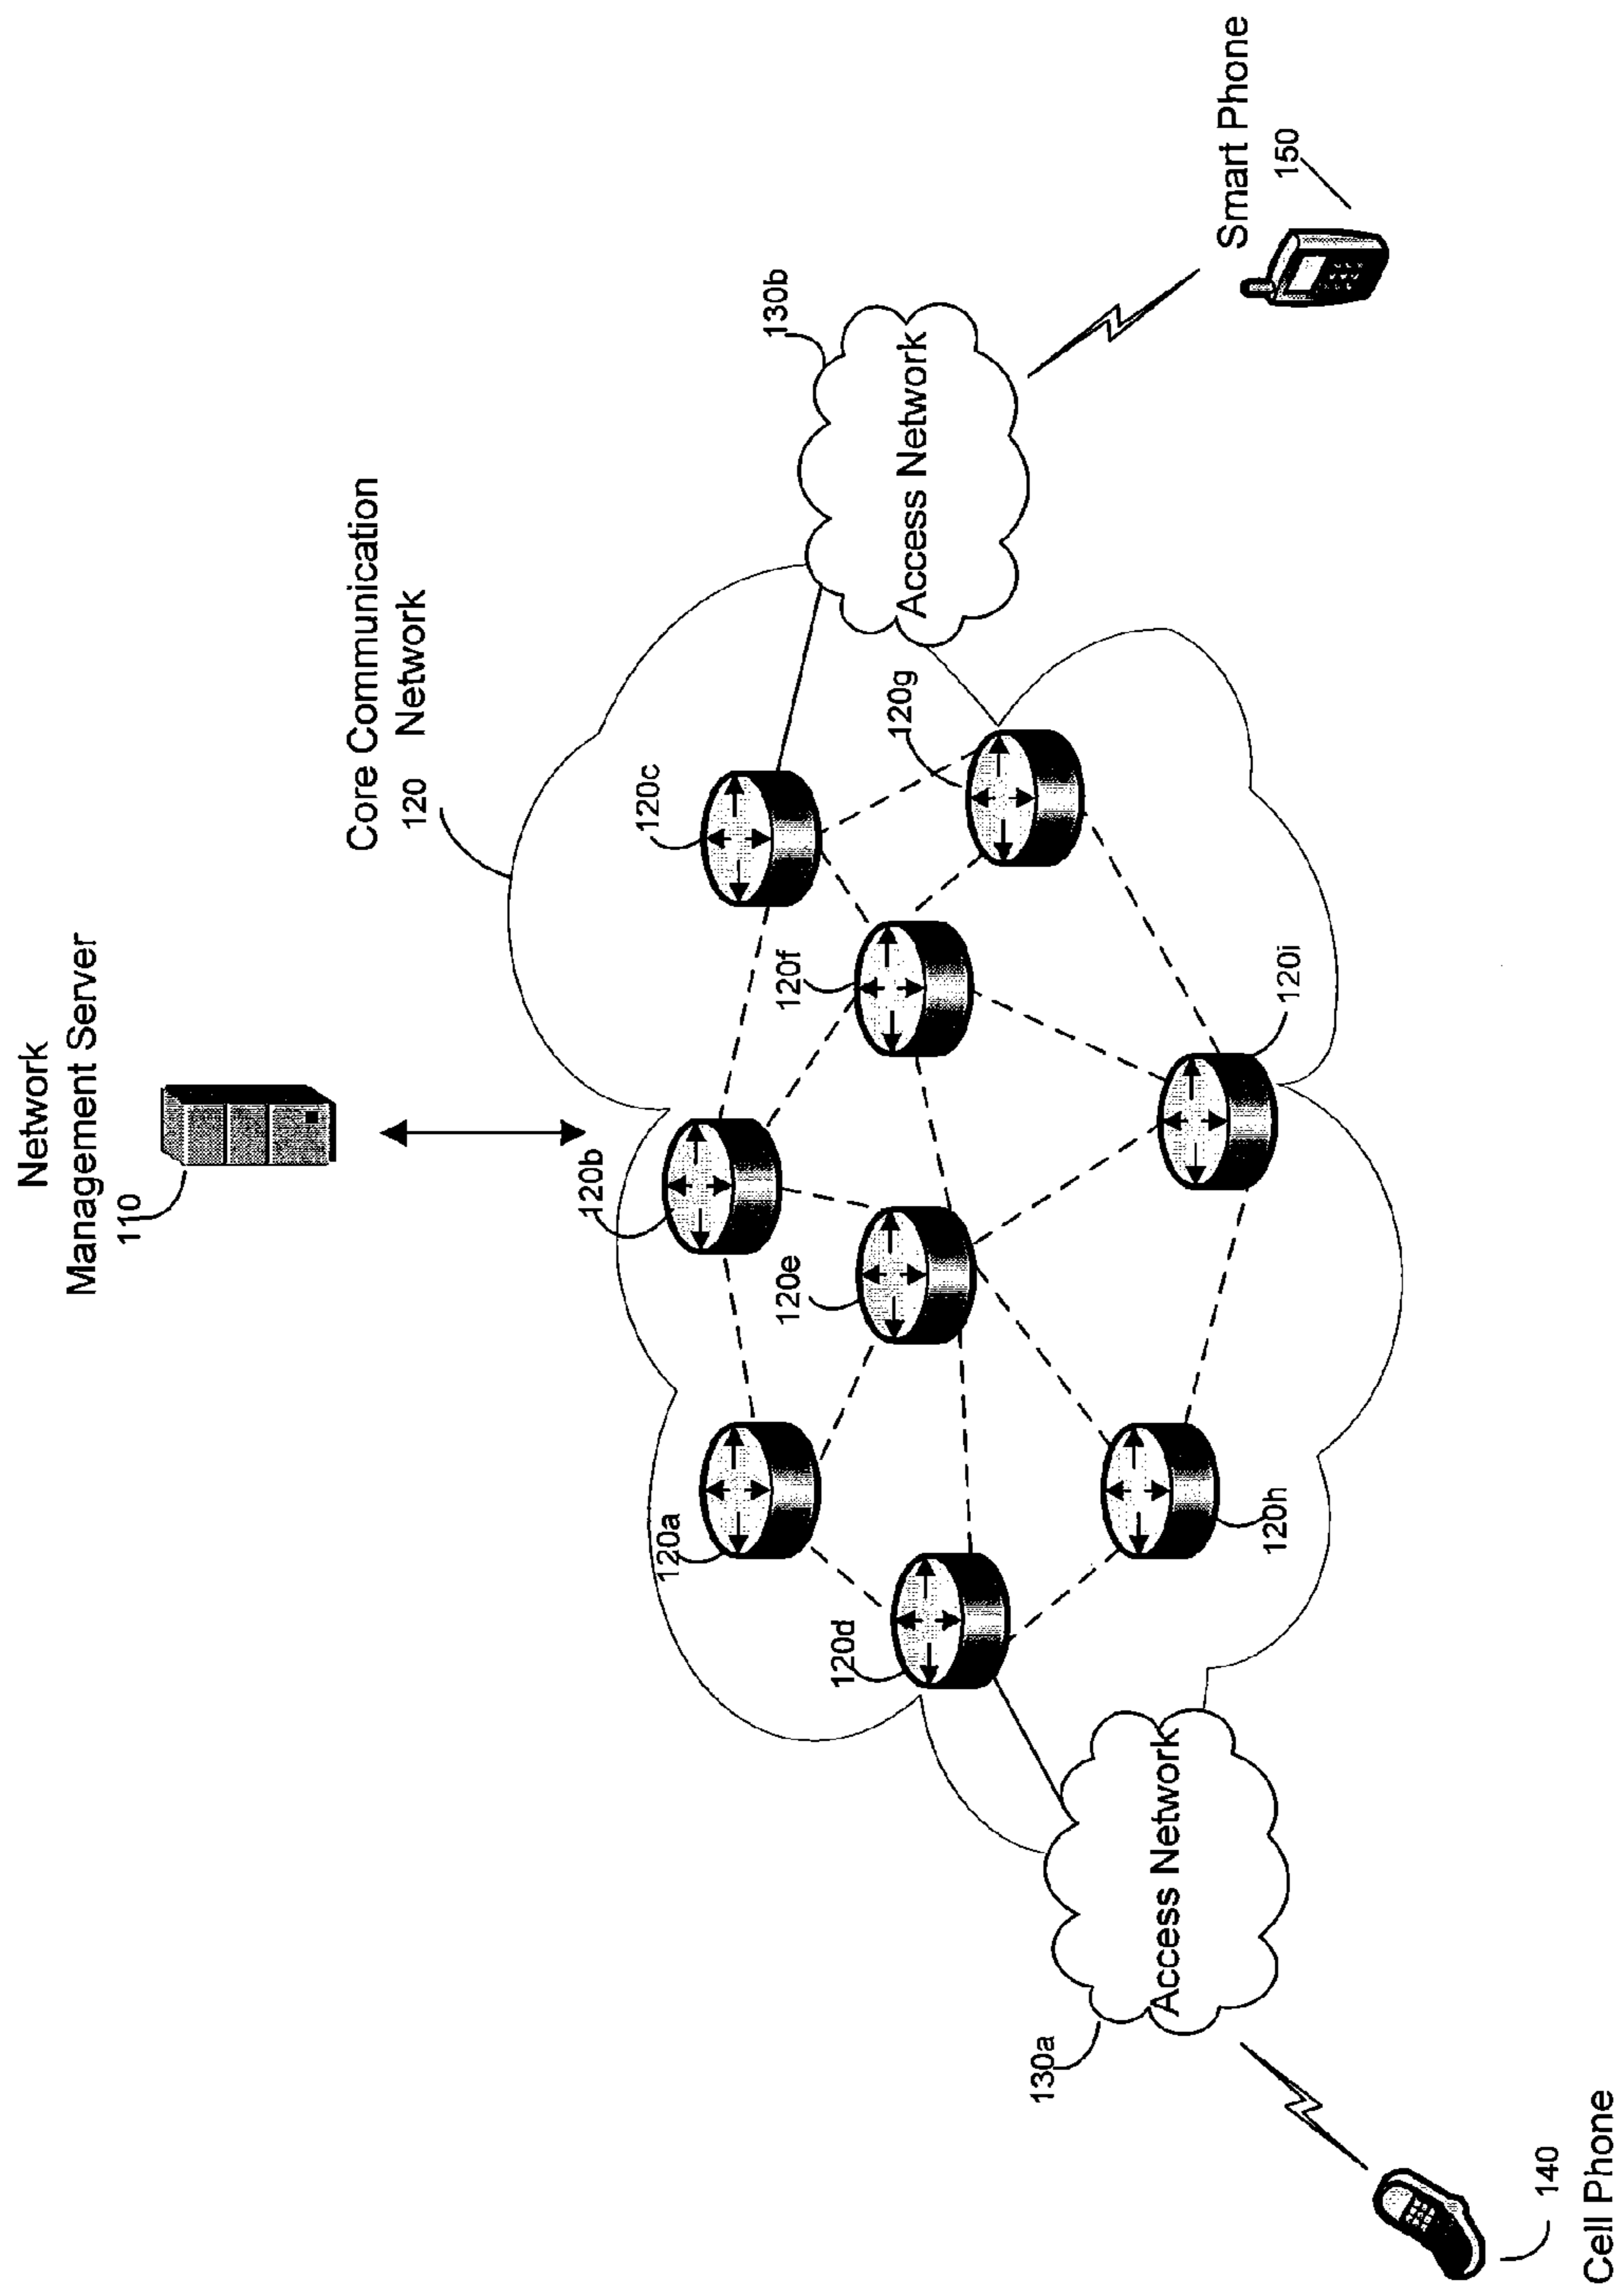 Network
Management Server
110
Core Communication
120 Network
120a
120b
120c
120d
120e
120f
120g
120h
120i
130a
Access Network
130b
Access Network
140
Cell Phone
Smart Phone
150